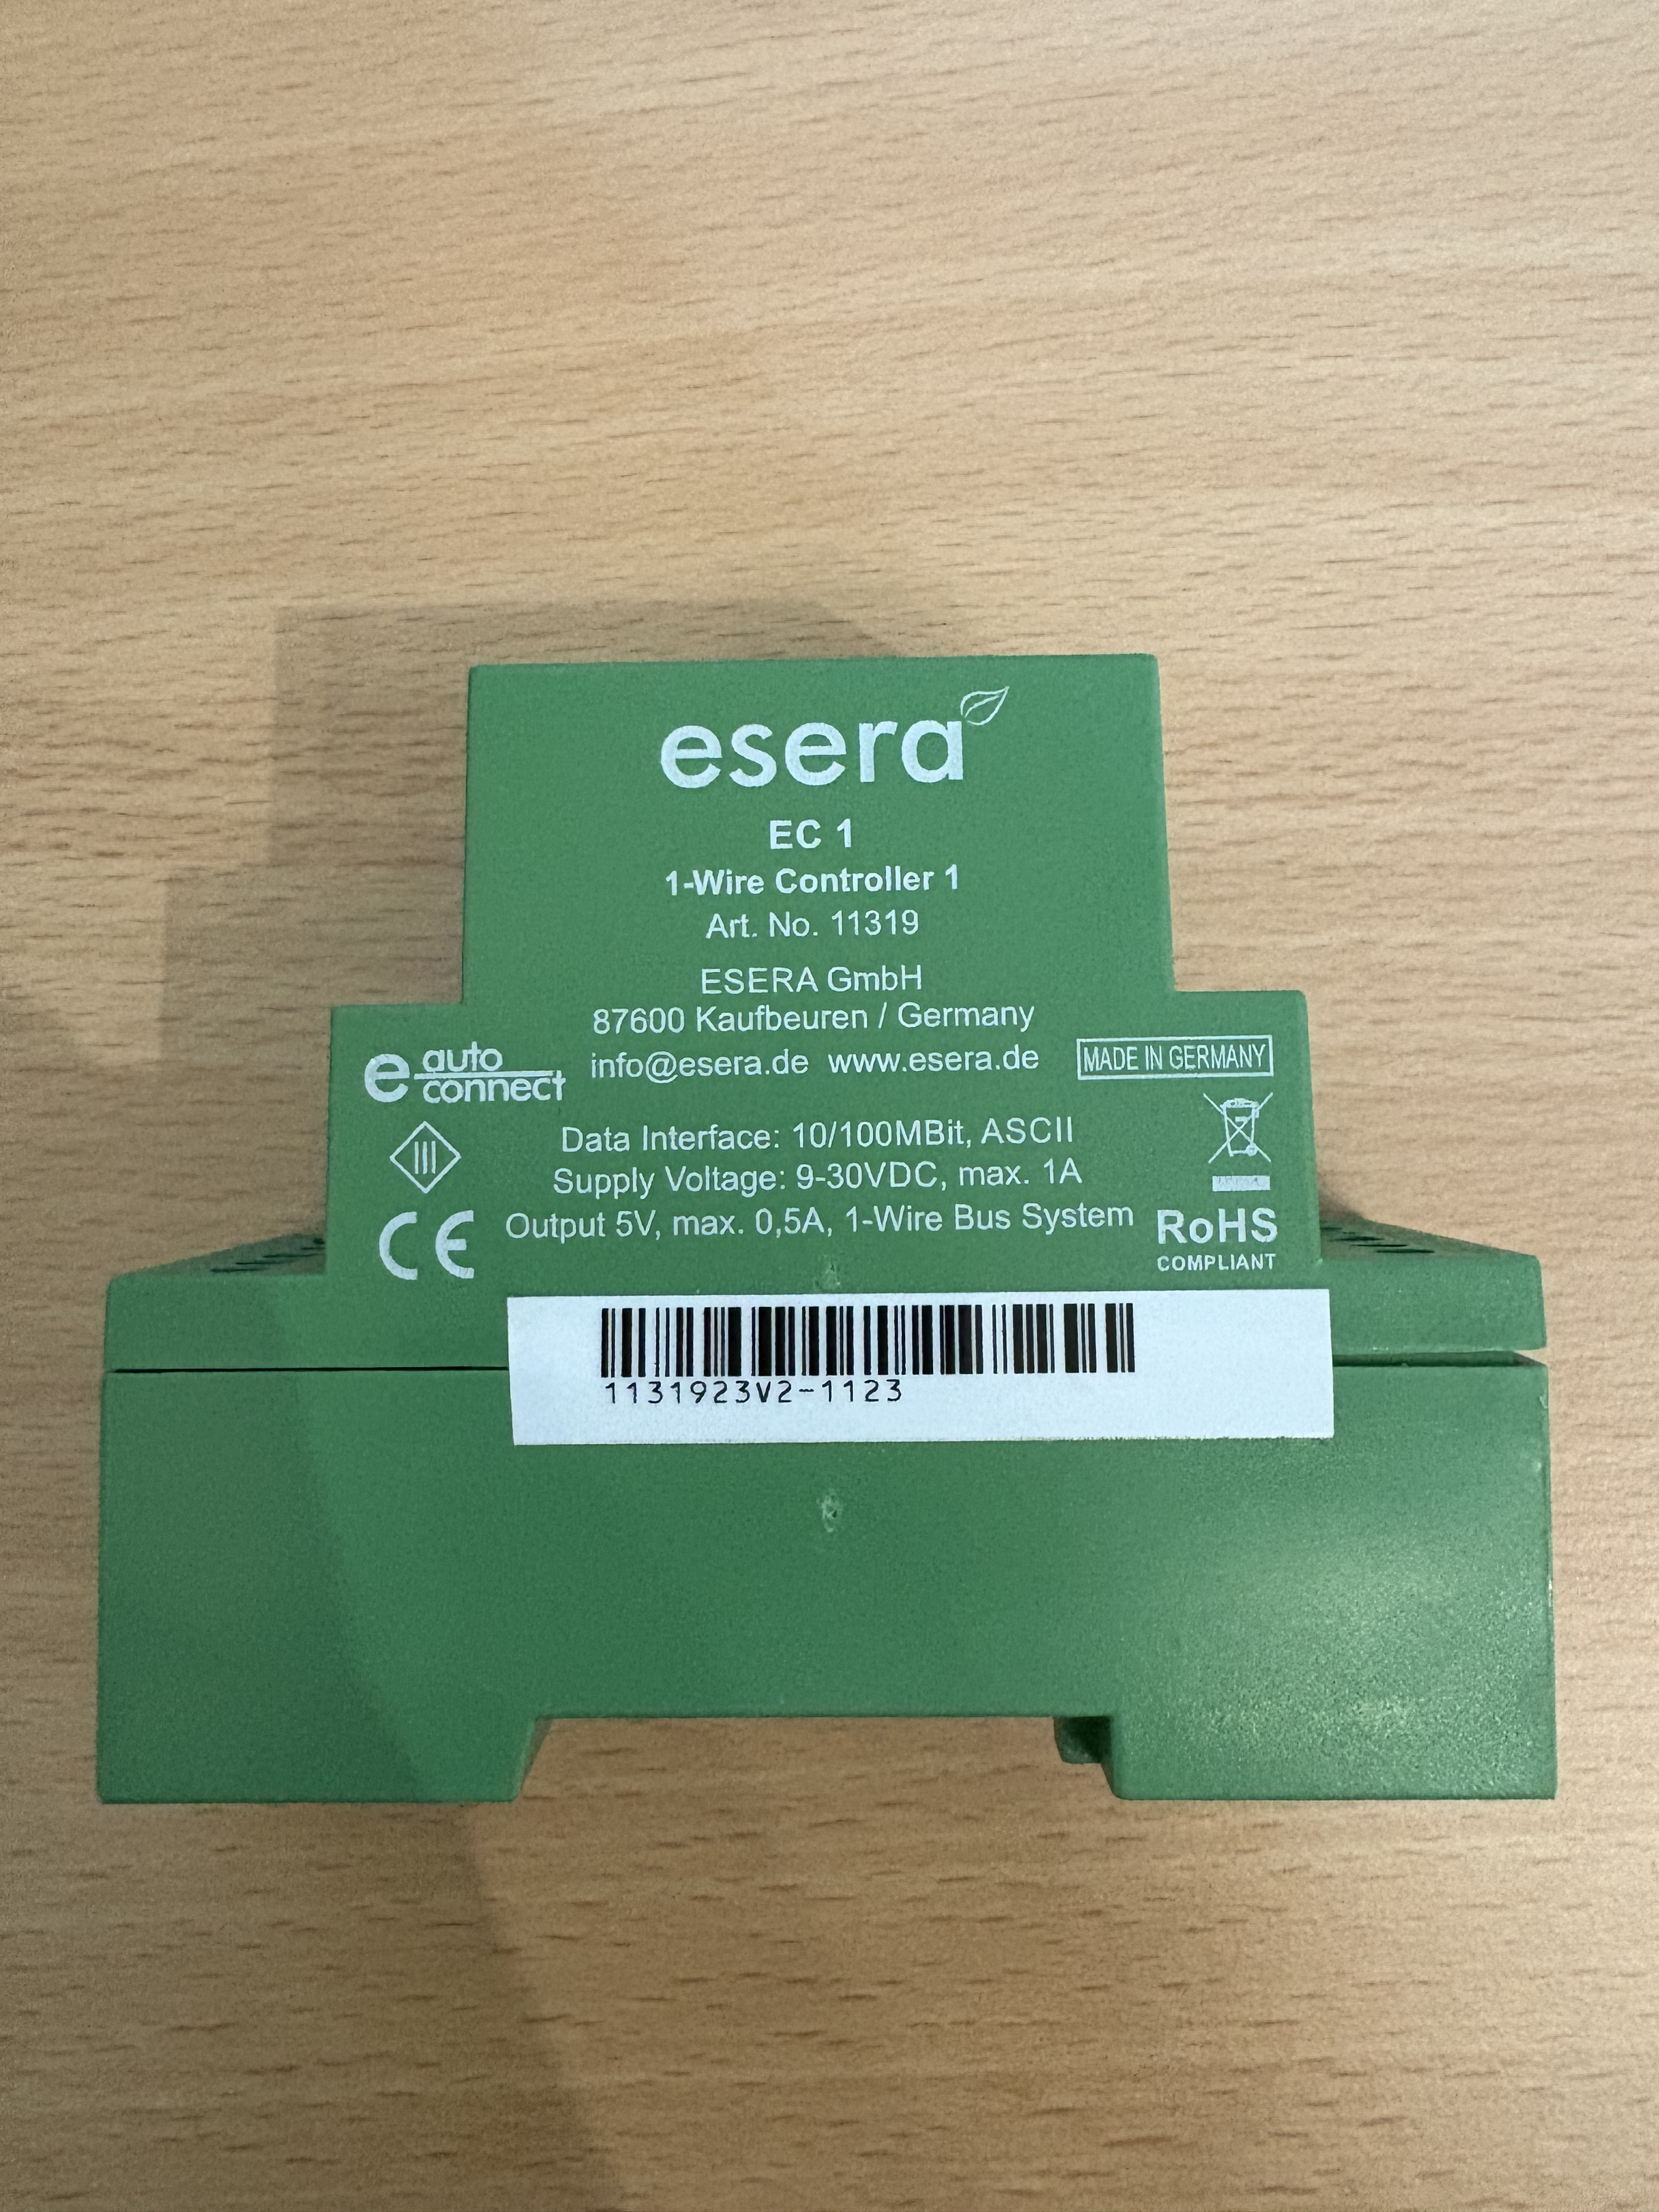 esera
EC 1
1-Wire Controller 1
Art. No. 11319
ESERA GmbH
87600 Kaufbeuren / Germany
e auto connect
info@esera.de www.esera.de
MADE IN GERMANY
Data Interface: 10/100MBit, ASCII
Supply Voltage: 9-30VDC, max. 1A
Output 5V, max. 0,5A, 1-Wire Bus System
III
CE
RoHS
COMPLIANT
1131923V2-1123